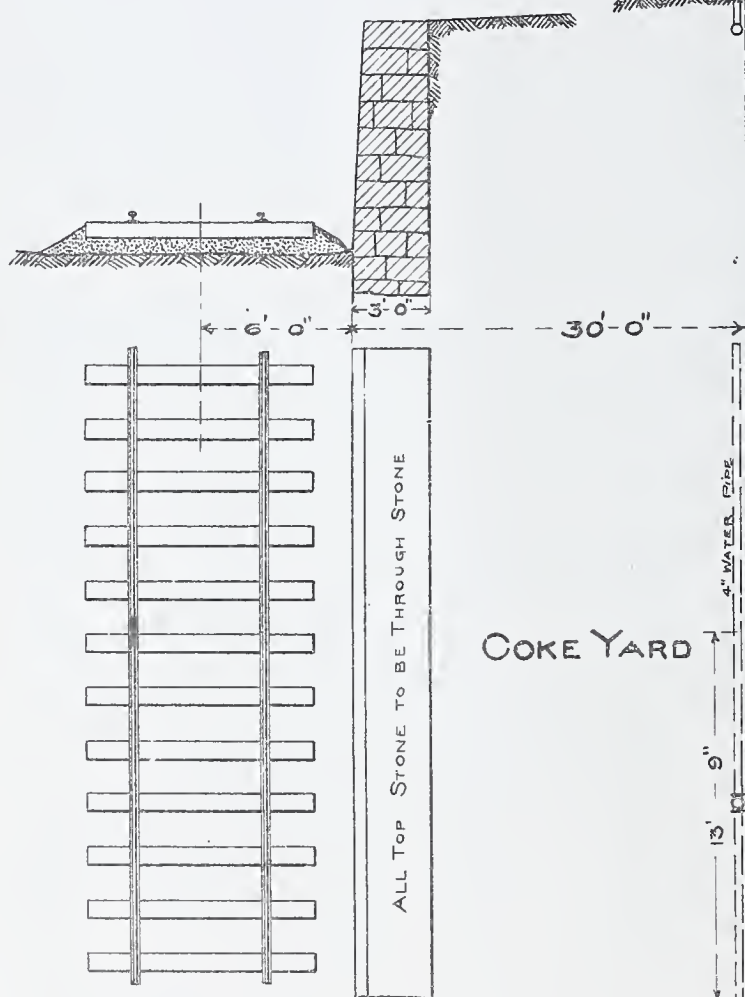 3'-0"
6'-0"
30'-0"
ALL TOP STONE TO BE THROUGH STONE
4" WATER PIPE
COKE YARD
13' 9"